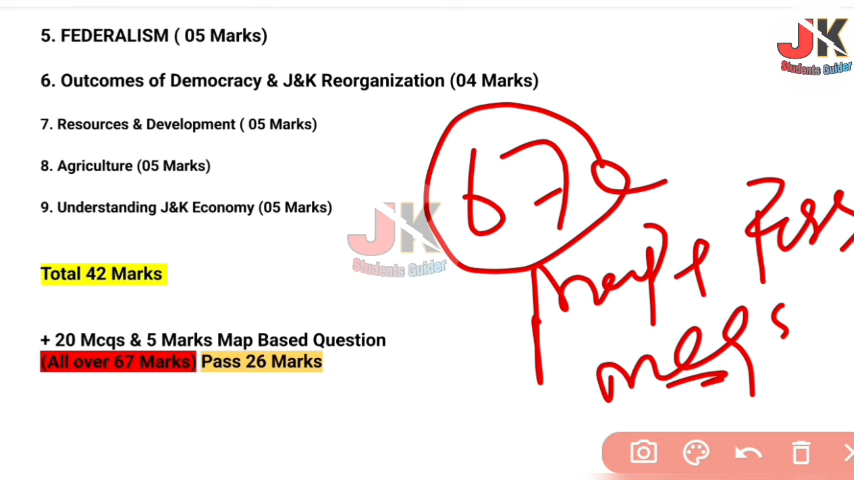 JK
Students Guider
5. FEDERALISM ( 05 Marks)
6. Outcomes of Democracy & J&K Reorganization (04 Marks)
7. Resources & Development ( 05 Marks)
8. Agriculture (05 Marks)
9. Understanding J&K Economy (05 Marks)
67
JK
Students Guider
Total 42 Marks
+ 20 Mcqs & 5 Marks Map Based Question
(All over 67 Marks) Pass 26 Marks